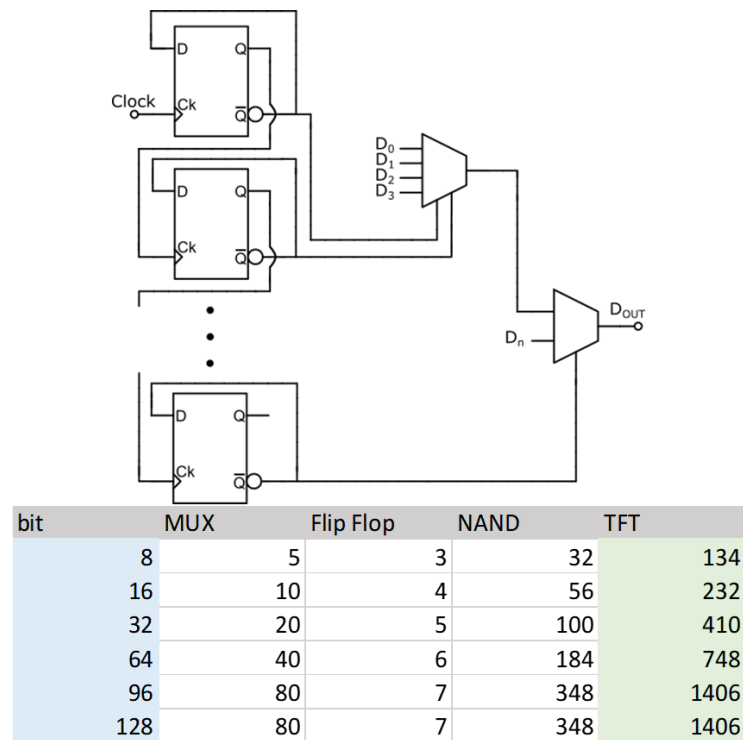 D Q
Clock Ck Q̅
D Q
Ck Q̅
D₀
D₁
D₂
D₃
Dₙ
D_OUT
D Q
Ck Q̅
bit MUX Flip Flop NAND TFT
8 5 3 32 134
16 10 4 56 232
32 20 5 100 410
64 40 6 184 748
96 80 7 348 1406
128 80 7 348 1406